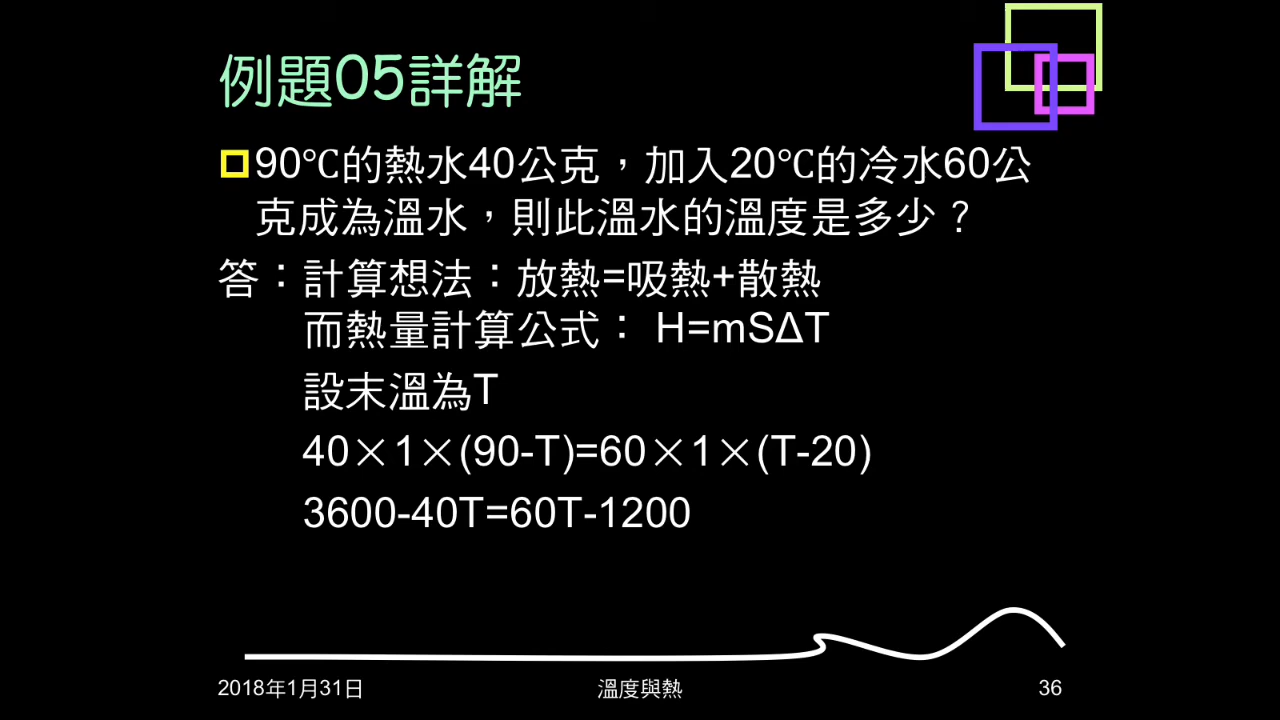 例題05詳解
90℃的熱水40公克，加入20℃的冷水60公
克成為溫水，則此溫水的溫度是多少？
答：計算想法：放熱=吸熱+散熱
而熱量計算公式： H=mSΔT
設末溫為T
40×1×(90-T)=60×1×(T-20)
3600-40T=60T-1200
2018年1月31日
溫度與熱
36